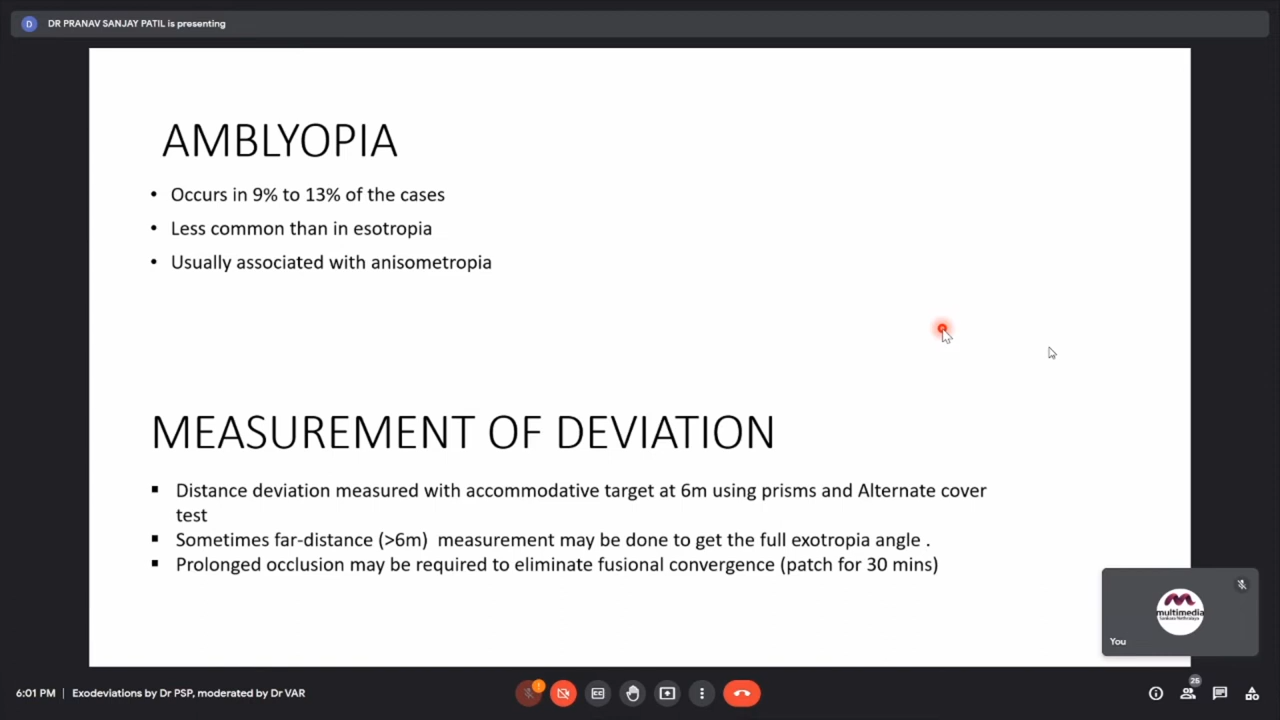 D DR PRANAV SANJAY PATIL is presenting
AMBLYOPIA
• Occurs in 9% to 13% of the cases
• Less common than in esotropia
• Usually associated with anisometropia
MEASUREMENT OF DEVIATION
▪ Distance deviation measured with accommodative target at 6m using prisms and Alternate cover
test
▪ Sometimes far-distance (>6m)  measurement may be done to get the full exotropia angle .
▪ Prolonged occlusion may be required to eliminate fusional convergence (patch for 30 mins)
multimedia
Sankara Nethralaya
You
6:01 PM | Exodeviations by Dr PSP, moderated by Dr VAR
!
CC
26